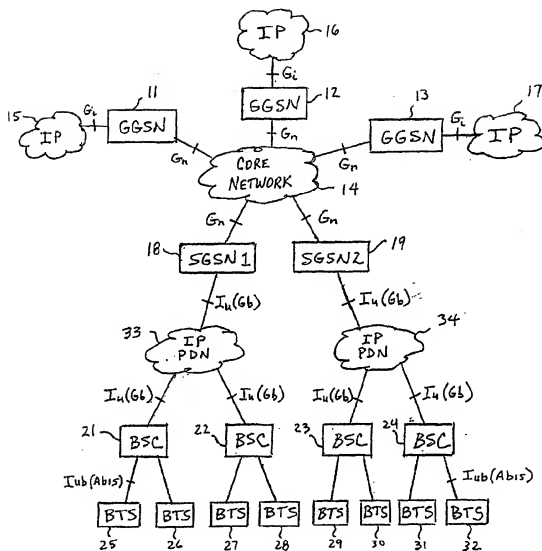 16
IP
Gi
11
GGSN
12
13
17
15
IP
Gi
GGSN
Gn
GGSN
Gi
IP
Gn
CORE
NETWORK
Gn
14
Gn
Gn
18
SGSN1
SGSN2
19
Iu(Gb)
Iu(Gb)
33
IP
PDN
IP
PDN
34
Iu(Gb)
Iu(Gb)
Iu(Gb)
Iu(Gb)
21
BSC
22
BSC
23
BSC
24
BSC
Iub(Abis)
Iub(Abis)
BTS
BTS
BTS
BTS
BTS
BTS
BTS
BTS
25
26
27
28
29
30
31
32